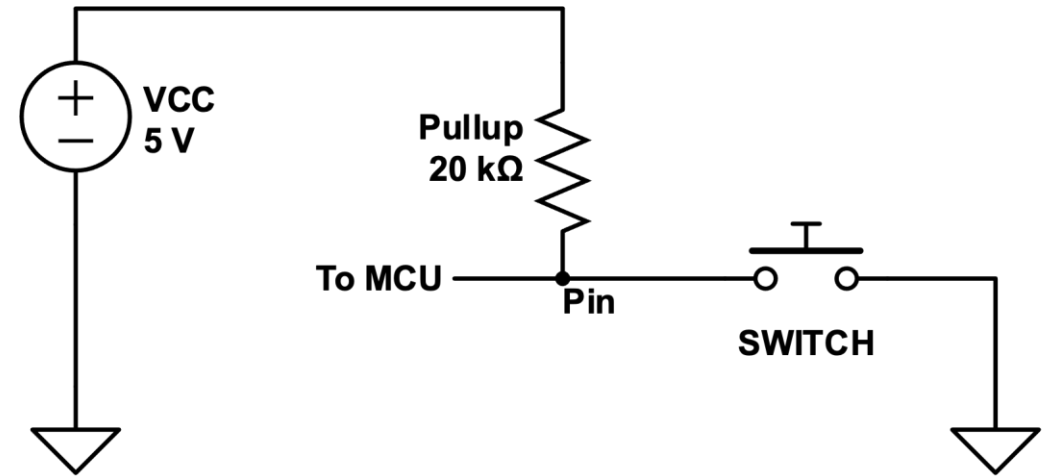 VCC
5 V
Pullup
20 kΩ
To MCU
Pin
SWITCH